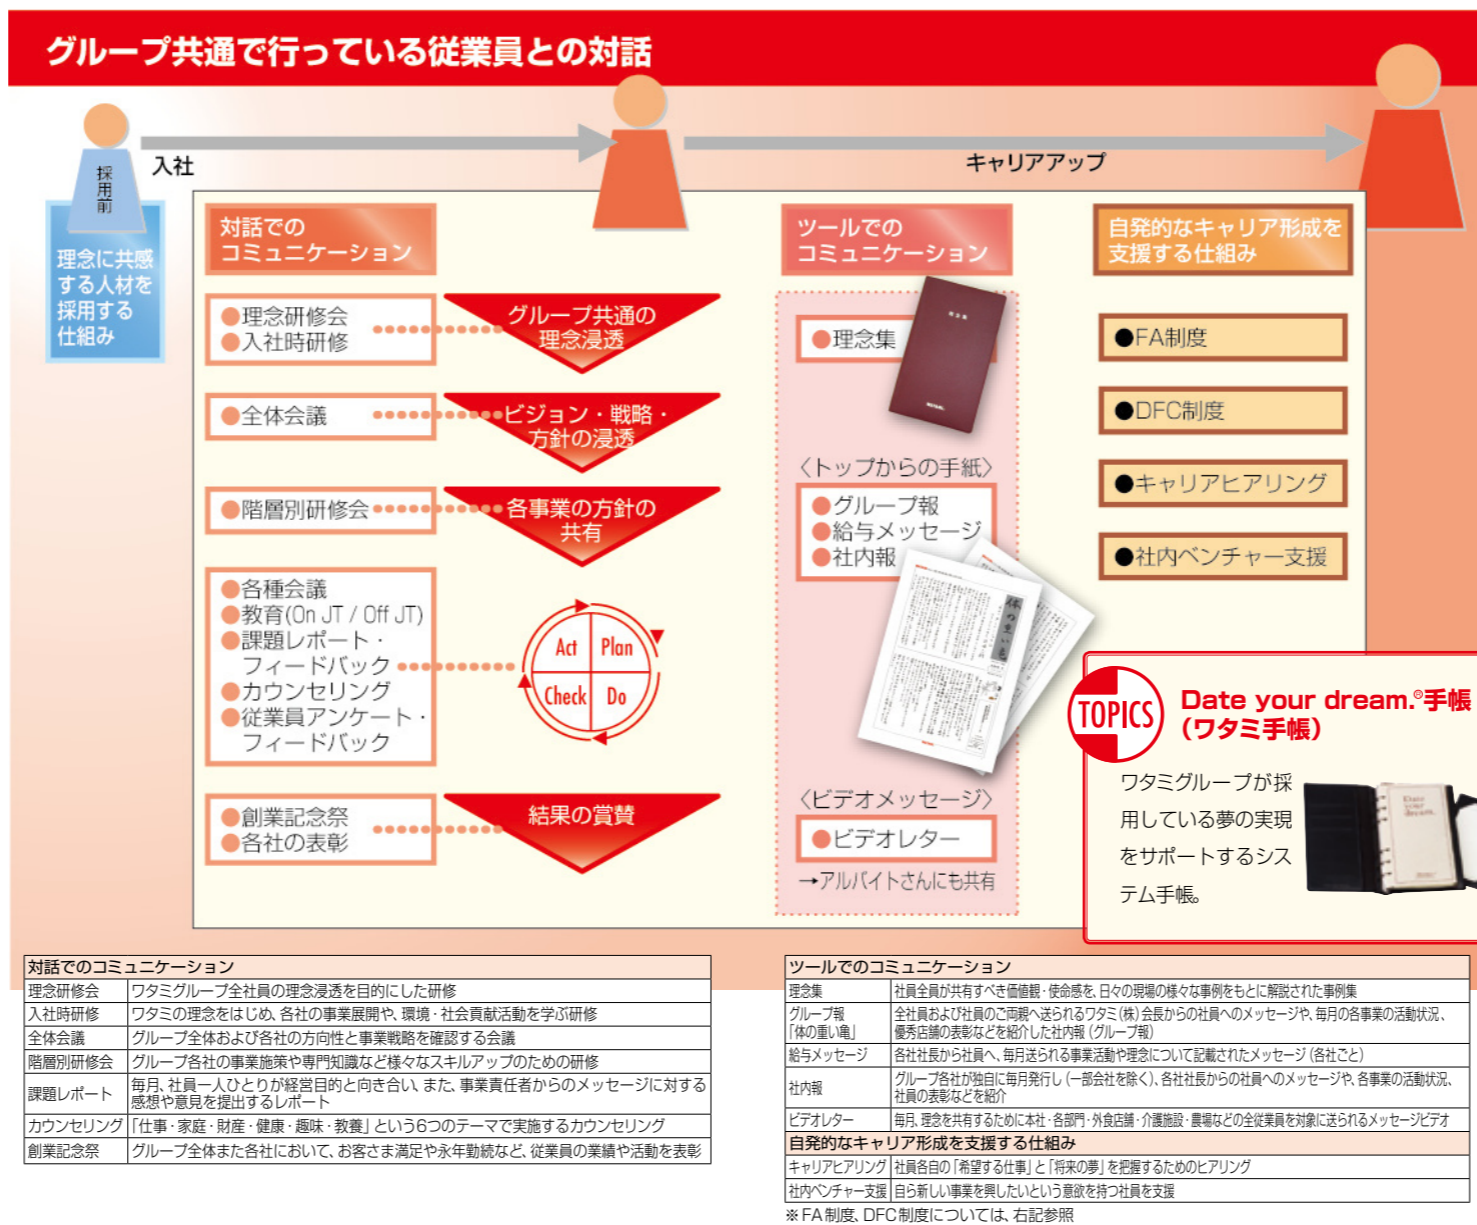 グループ共通で行っている従業員との対話
採用前
入社
キャリアアップ
理念に共感
する人材を
採用する
仕組み
対話での
コミュニケーション
●理念研修会
●入社時研修
グループ共通の
理念浸透
●全体会議
ビジョン・戦略・
方針の浸透
●階層別研修会
各事業の方針の
共有
●各種会議
●教育(On JT / Off JT)
●課題レポート・
フィードバック
●カウンセリング
●従業員アンケート・
フィードバック
Act
Plan
Check
Do
●創業記念祭
●各社の表彰
結果の賞賛
ツールでの
コミュニケーション
●理念集
〈トップからの手紙〉
●グループ報
●給与メッセージ
●社内報
体の重い亀
〈ビデオメッセージ〉
●ビデオレター
→アルバイトさんにも共有
自発的なキャリア形成を
支援する仕組み
●FA制度
●DFC制度
●キャリアヒアリング
●社内ベンチャー支援
TOPICS
Date your dream.®手帳
(ワタミ手帳)
ワタミグループが採
用している夢の実現
をサポートするシス
テム手帳。
Date
your
dream.
対話でのコミュニケーション
理念研修会 ワタミグループ全社員の理念浸透を目的にした研修
入社時研修 ワタミの理念をはじめ、各社の事業展開や、環境・社会貢献活動を学ぶ研修
全体会議 グループ全体および各社の方向性と事業戦略を確認する会議
階層別研修会 グループ各社の事業施策や専門知識など様々なスキルアップのための研修
課題レポート 毎月、社員一人ひとりが経営目的と向き合い、また、事業責任者からのメッセージに対する
感想や意見を提出するレポート
カウンセリング 「仕事・家庭・財産・健康・趣味・教養」という6つのテーマで実施するカウンセリング
創業記念祭 グループ全体また各社において、お客さま満足や永年勤続など、従業員の業績や活動を表彰
ツールでのコミュニケーション
理念集 社員全員が共有すべき価値観・使命感を、日々の現場の様々な事例をもとに解説された事例集
グループ報 全社員および社員のご両親へ送られるワタミ(株)会長からの社員へのメッセージや、毎月の各事業の活動状況、
「体の重い亀」 優秀店舗の表彰などを紹介した社内報(グループ報)
給与メッセージ 各社社長から社員へ、毎月送られる事業活動や理念について記載されたメッセージ(各社ごと)
社内報 グループ各社が独自に毎月発行し(一部会社を除く)、各社社長からの社員へのメッセージや、各事業の活動状況、
社員の表彰などを紹介
ビデオレター 毎月、理念を共有するために本社・各部門・外食店舗・介護施設・農場などの全従業員を対象に送られるメッセージビデオ
自発的なキャリア形成を支援する仕組み
キャリアヒアリング 社員各自の「希望する仕事」と「将来の夢」を把握するためのヒアリング
社内ベンチャー支援 自ら新しい事業を興したいという意欲を持つ社員を支援
※FA制度、DFC制度については、右記参照